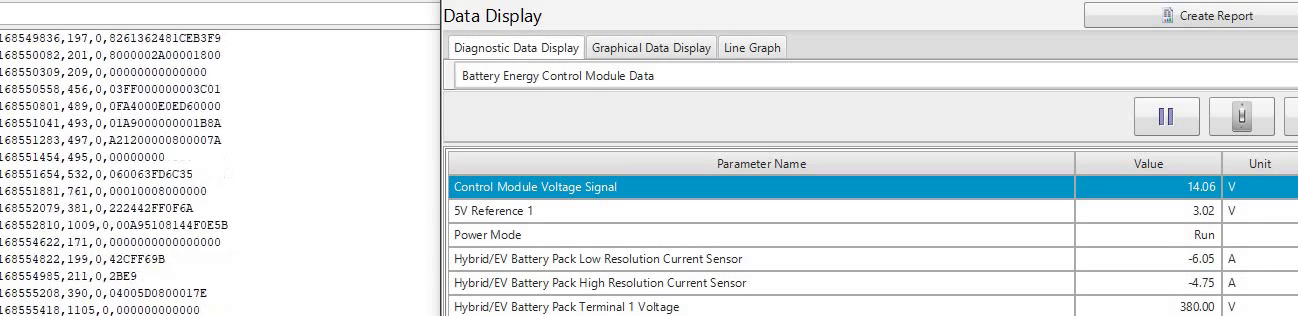 168549836,197,0,8261362481CEB3F9
168550082,201,0,8000002A00001800
168550309,209,0,00000000000000
168550558,456,0,03FF000000003C01
168550801,489,0,0FA4000E0ED60000
168551041,493,0,01A9000000001B8A
168551283,497,0,A21200000800007A
168551454,495,0,00000000
168551654,532,0,060063FD6C35
168551881,761,0,00010008000000
168552079,381,0,222442FF0F6A
168552810,1009,0,00A95108144F0E5B
168554622,171,0,0000000000000000
168554822,199,0,42CFF69B
168554985,211,0,2BE9
168555208,390,0,04005D0800017E
168555418,1105,0,000000000000
Data Display
Create Report
Diagnostic Data Display Graphical Data Display Line Graph
Battery Energy Control Module Data
Parameter Name Value Unit
Control Module Voltage Signal 14.06 V
5V Reference 1 3.02 V
Power Mode Run
Hybrid/EV Battery Pack Low Resolution Current Sensor -6.05 A
Hybrid/EV Battery Pack High Resolution Current Sensor -4.75 A
Hybrid/EV Battery Pack Terminal 1 Voltage 380.00 V